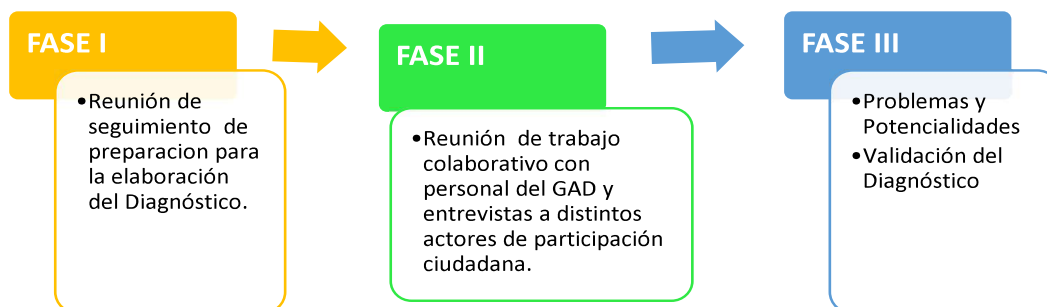 FASE I
•Reunión de
seguimiento de
preparacion para
la elaboración
del Diagnóstico.
FASE II
•Reunión de trabajo
colaborativo con
personal del GAD y
entrevistas a distintos
actores de participación
ciudadana.
FASE III
•Problemas y
Potencialidades
•Validación del
Diagnóstico